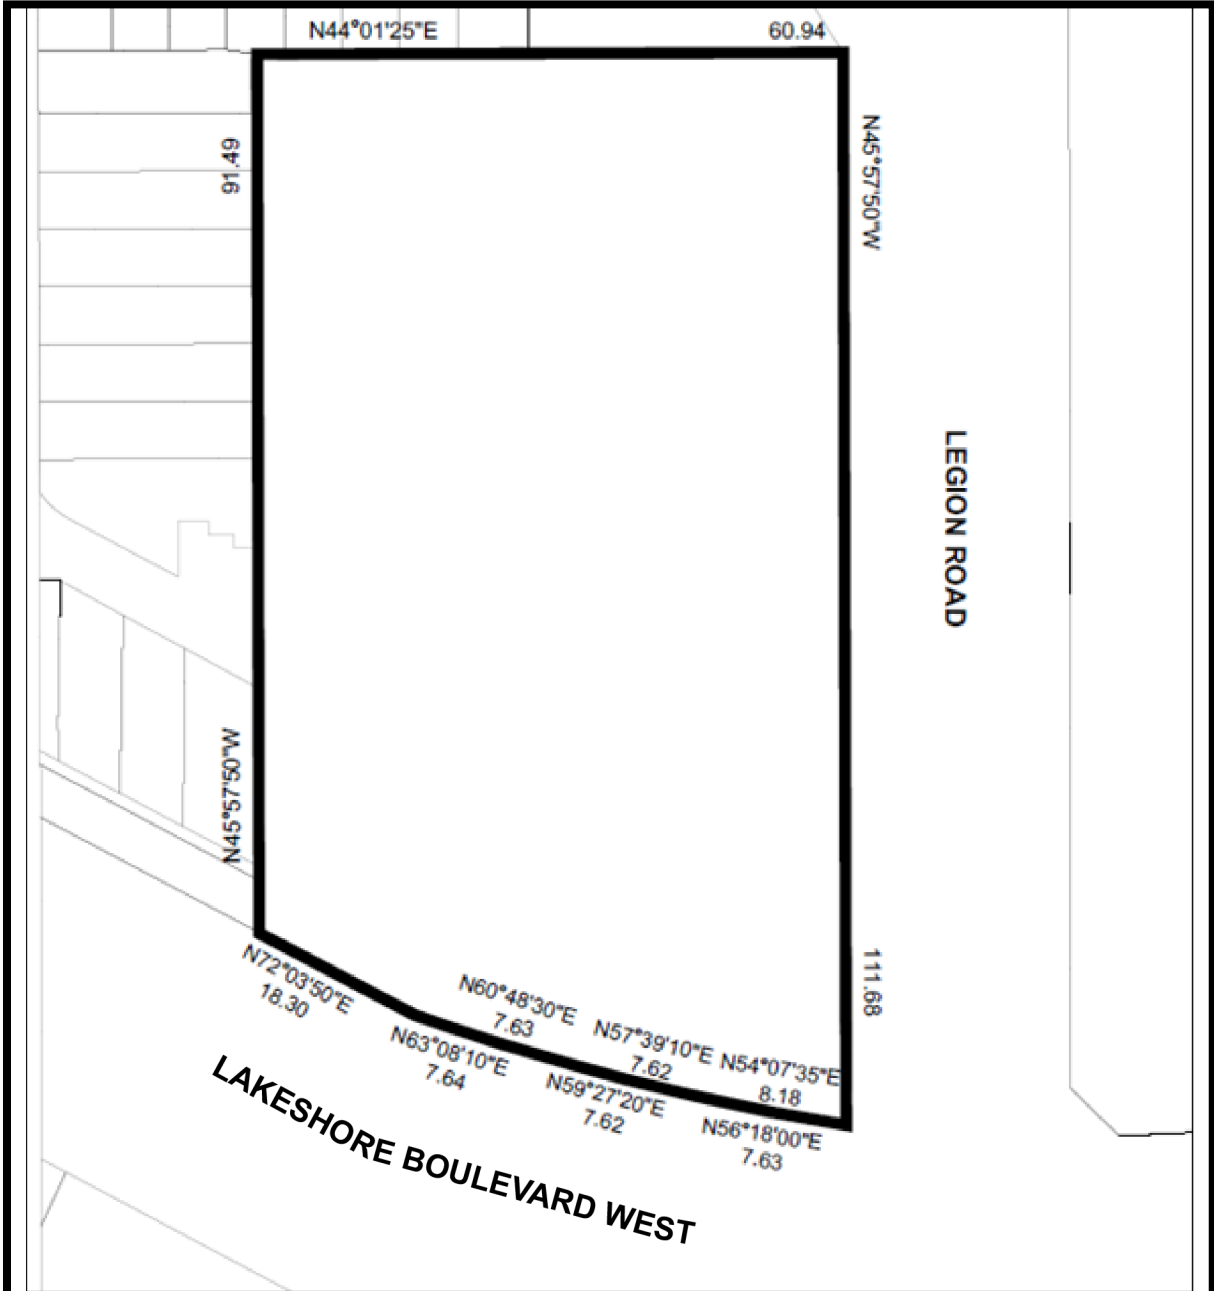 N44°01'25"E
60.94
91.49
N45°57'50"W
LEGION ROAD
N45°57'50"W
111.68
N72°03'50"E
18.30
N60°48'30"E
7.63
N57°39'10"E
7.62
N54°07'35"E
8.18
N63°08'10"E
7.64
N59°27'20"E
7.62
N56°18'00"E
7.63
LAKESHORE BOULEVARD WEST